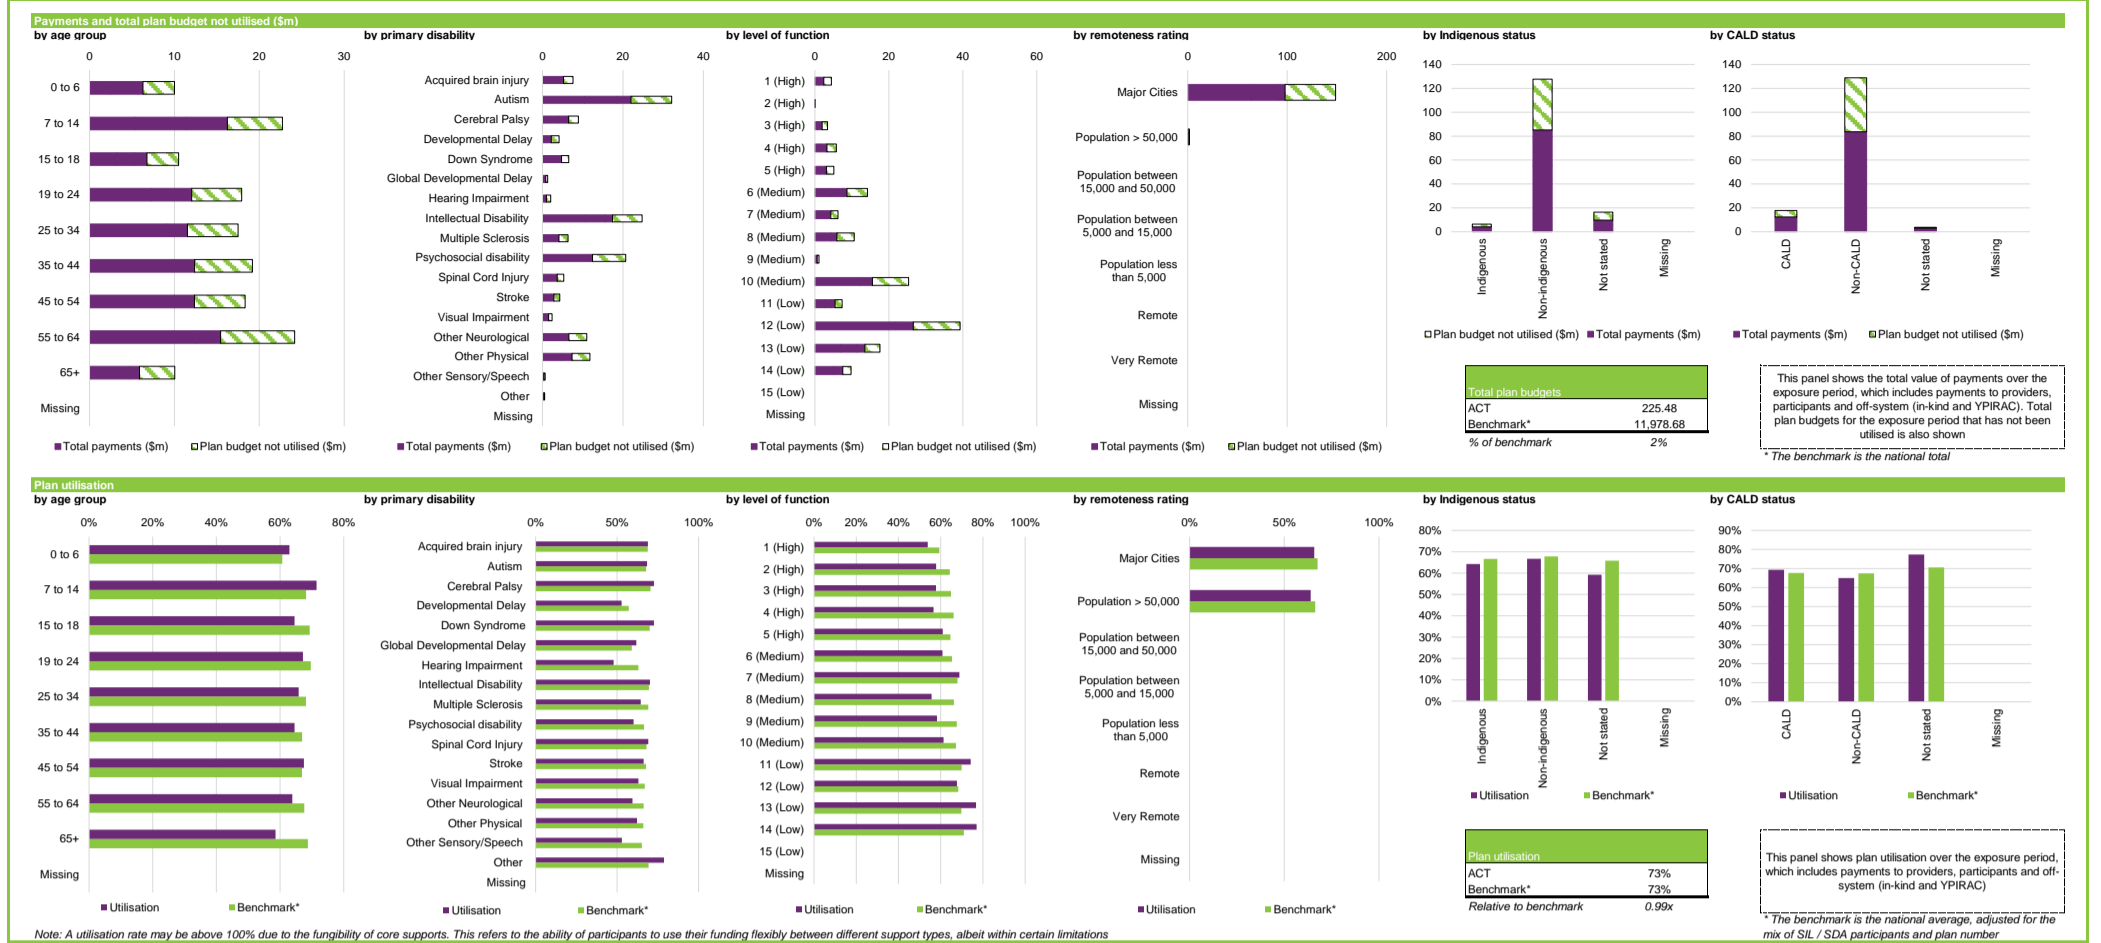 Payments and total plan budget not utilised ($m)
by age group
0 10 20 30
0 to 6
7 to 14
15 to 18
19 to 24
25 to 34
35 to 44
45 to 54
55 to 64
65+
Missing
Total payments ($m) Plan budget not utilised ($m)
by primary disability
0 20 40
Acquired brain injury
Autism
Cerebral Palsy
Developmental Delay
Down Syndrome
Global Developmental Delay
Hearing Impairment
Intellectual Disability
Multiple Sclerosis
Psychosocial disability
Spinal Cord Injury
Stroke
Visual Impairment
Other Neurological
Other Physical
Other Sensory/Speech
Other
Missing
Total payments ($m) Plan budget not utilised ($m)
by level of function
0 20 40 60
1 (High)
2 (High)
3 (High)
4 (High)
5 (High)
6 (Medium)
7 (Medium)
8 (Medium)
9 (Medium)
10 (Medium)
11 (Low)
12 (Low)
13 (Low)
14 (Low)
15 (Low)
Missing
Total payments ($m) Plan budget not utilised ($m)
by remoteness rating
0 100 200
Major Cities
Population > 50,000
Population between
15,000 and 50,000
Population between
5,000 and 15,000
Population less
than 5,000
Remote
Very Remote
Missing
Total payments ($m) Plan budget not utilised ($m)
by Indigenous status
140
120
100
80
60
40
20
0
Indigenous
Non-indigenous
Not stated
Missing
Plan budget not utilised ($m) Total payments ($m)
by CALD status
140
120
100
80
60
40
20
0
CALD
Non-CALD
Not stated
Missing
Total payments ($m) Plan budget not utilised ($m)
Total plan budgets
ACT 225.48
Benchmark* 11,978.68
% of benchmark 2%
This panel shows the total value of payments over the
exposure period, which includes payments to providers,
participants and off-system (in-kind and YPIRAC). Total
plan budgets for the exposure period that has not been
utilised is also shown
* The benchmark is the national total
Plan utilisation
by age group
0% 20% 40% 60% 80%
0 to 6
7 to 14
15 to 18
19 to 24
25 to 34
35 to 44
45 to 54
55 to 64
65+
Missing
Utilisation Benchmark*
by primary disability
0% 50% 100%
Acquired brain injury
Autism
Cerebral Palsy
Developmental Delay
Down Syndrome
Global Developmental Delay
Hearing Impairment
Intellectual Disability
Multiple Sclerosis
Psychosocial disability
Spinal Cord Injury
Stroke
Visual Impairment
Other Neurological
Other Physical
Other Sensory/Speech
Other
Missing
Utilisation Benchmark*
by level of function
0% 20% 40% 60% 80% 100%
1 (High)
2 (High)
3 (High)
4 (High)
5 (High)
6 (Medium)
7 (Medium)
8 (Medium)
9 (Medium)
10 (Medium)
11 (Low)
12 (Low)
13 (Low)
14 (Low)
15 (Low)
Missing
Utilisation Benchmark*
by remoteness rating
0% 50% 100%
Major Cities
Population > 50,000
Population between
15,000 and 50,000
Population between
5,000 and 15,000
Population less
than 5,000
Remote
Very Remote
Missing
Utilisation Benchmark*
by Indigenous status
80%
70%
60%
50%
40%
30%
20%
10%
0%
Indigenous
Non-indigenous
Not stated
Missing
Utilisation Benchmark*
by CALD status
90%
80%
70%
60%
50%
40%
30%
20%
10%
0%
CALD
Non-CALD
Not stated
Missing
Utilisation Benchmark*
Plan utilisation
ACT 73%
Benchmark* 73%
Relative to benchmark 0.99x
This panel shows plan utilisation over the exposure period,
which includes payments to providers, participants and off-
system (in-kind and YPIRAC)
* The benchmark is the national average, adjusted for the
mix of SIL / SDA participants and plan number
Note: A utilisation rate may be above 100% due to the fungibility of core supports. This refers to the ability of participants to use their funding flexibly between different support types, albeit within certain limitations